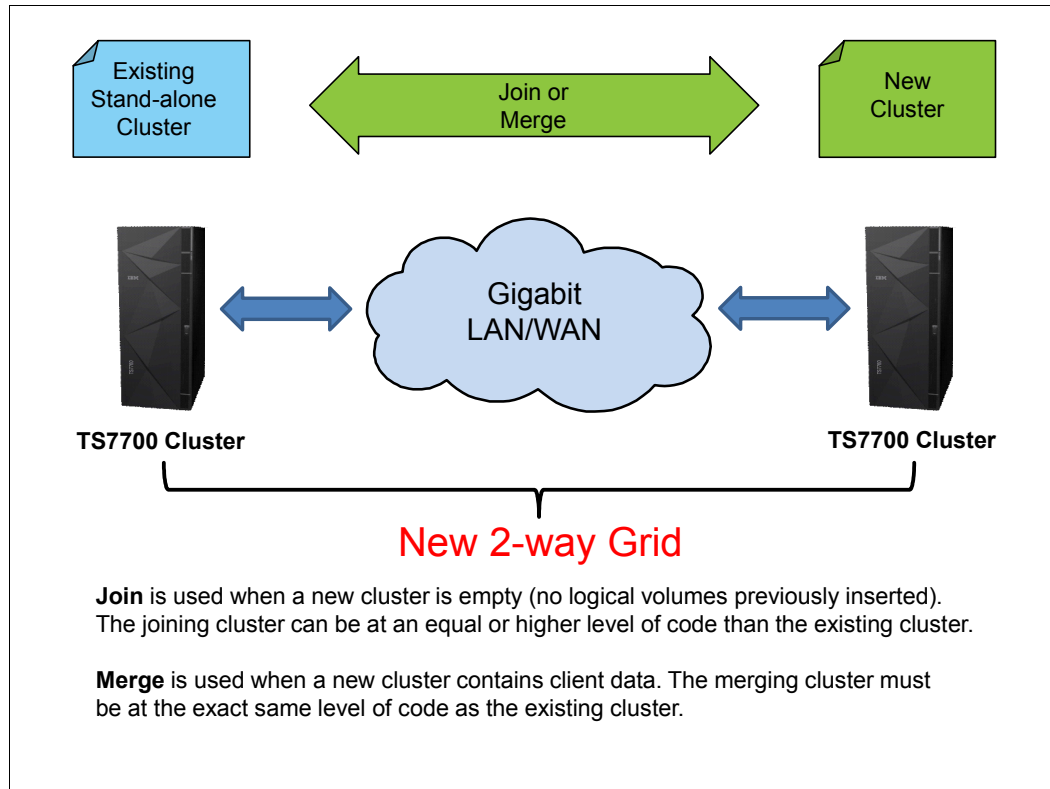 Existing
Stand-alone
Cluster
Join or
Merge
New
Cluster
Gigabit
LAN/WAN
TS7700 Cluster
TS7700 Cluster
New 2-way Grid
Join is used when a new cluster is empty (no logical volumes previously inserted).
The joining cluster can be at an equal or higher level of code than the existing cluster.
Merge is used when a new cluster contains client data. The merging cluster must
be at the exact same level of code as the existing cluster.